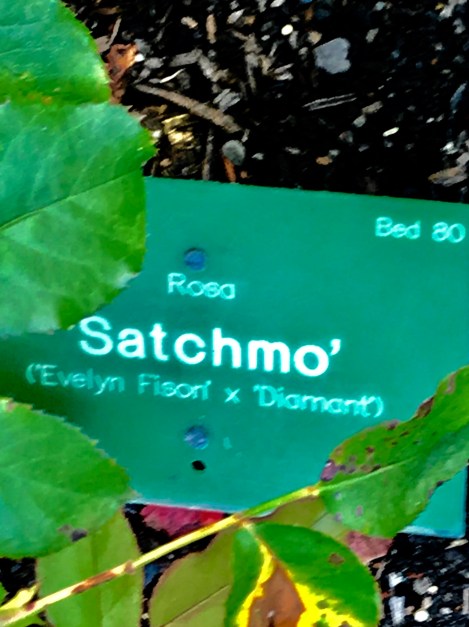 Bed 80
Rosa
'Satchmo'
('Evelyn Fison' x 'Diamant')